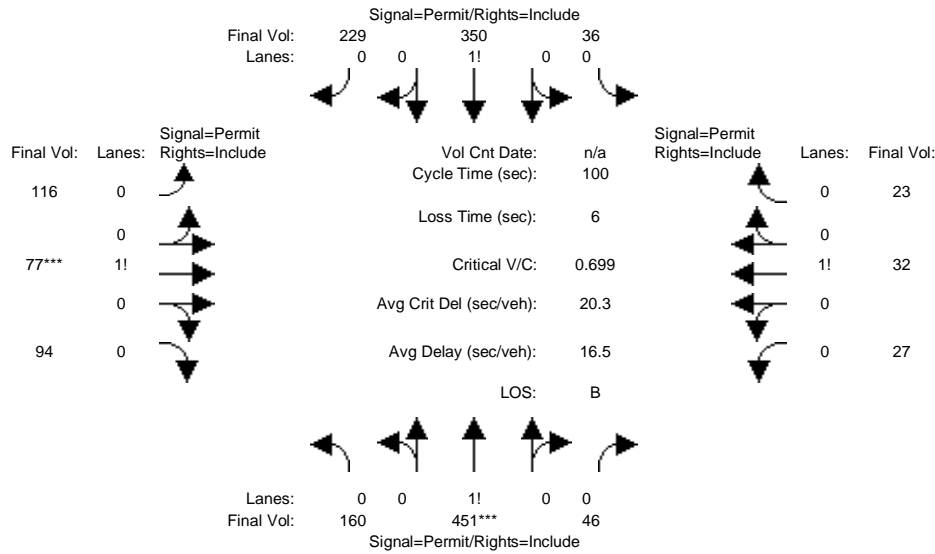 Signal=Permit/Rights=Include
Final Vol: 229 350 36
Lanes: 0 0 1! 0 0
Signal=Permit
Final Vol: Lanes: Rights=Include
Vol Cnt Date: n/a
Signal=Permit
Rights=Include Lanes: Final Vol:
Cycle Time (sec): 100
116 0
0 23
Loss Time (sec): 6
0
0
77*** 1!
Critical V/C: 0.699
1! 32
0
Avg Crit Del (sec/veh): 20.3
0
94 0
Avg Delay (sec/veh): 16.5
0 27
LOS: B
Lanes: 0 0 1! 0 0
Final Vol: 160 451*** 46
Signal=Permit/Rights=Include